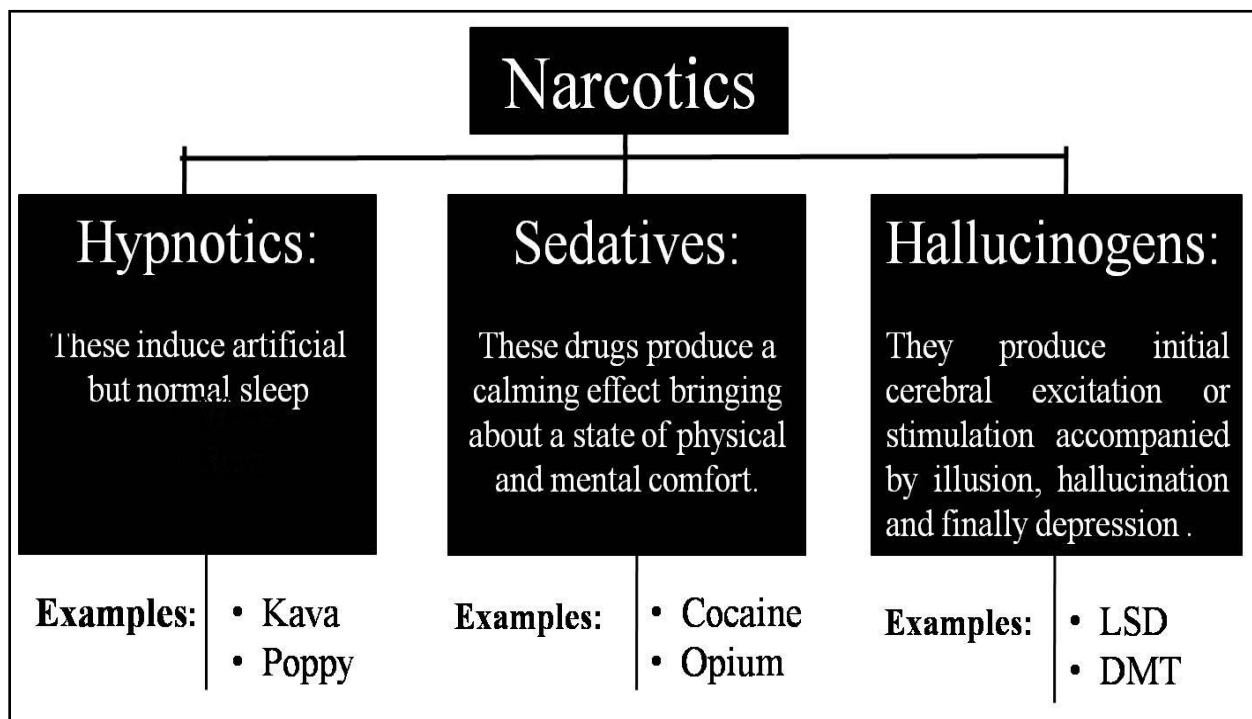 Narcotics
Hypnotics:
These induce artificial
but normal sleep
Examples:
• Kava
• Poppy
Sedatives:
These drugs produce a
calming effect bringing
about a state of physical
and mental comfort.
Examples:
• Cocaine
• Opium
Hallucinogens:
They produce initial
cerebral excitation or
stimulation accompanied
by illusion, hallucination
and finally depression .
Examples:
• LSD
• DMT